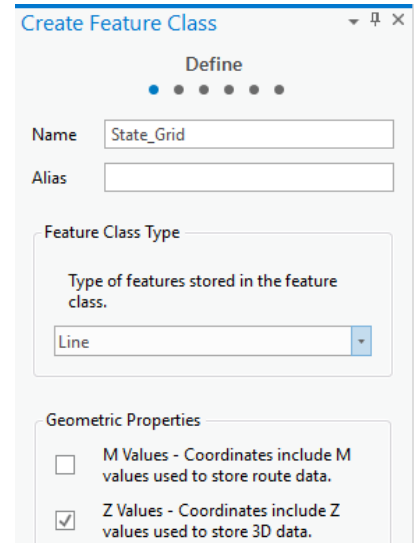 Create Feature Class
Define
Name State_Grid
Alias
Feature Class Type
Type of features stored in the feature
class.
Line
Geometric Properties
M Values - Coordinates include M
values used to store route data.
Z Values - Coordinates include Z
values used to store 3D data.